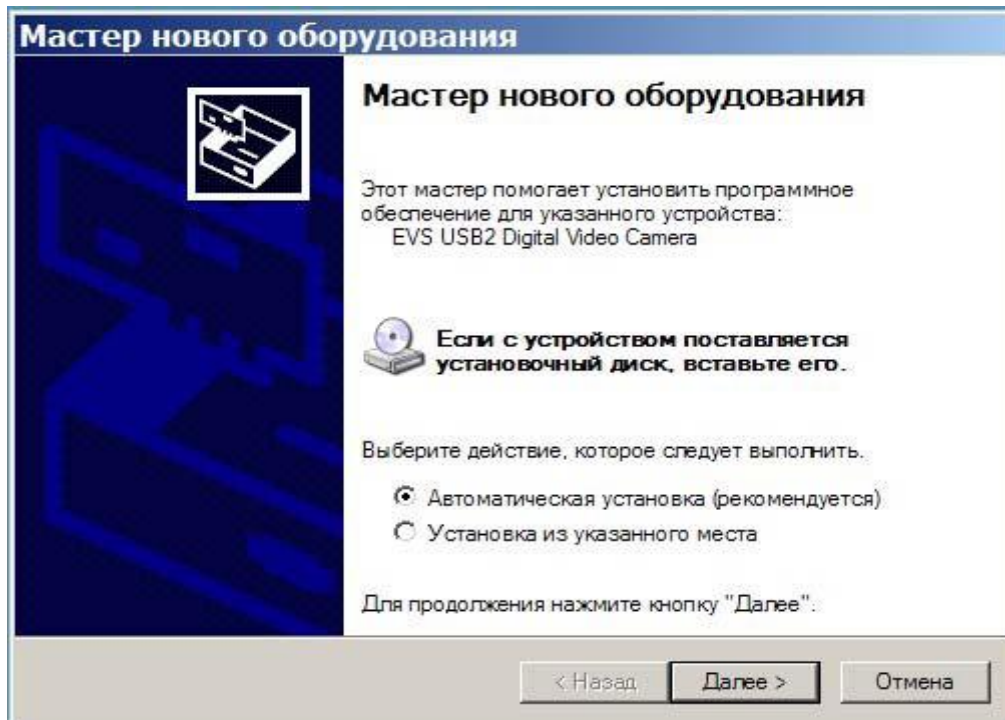 Мастер нового оборудования
Мастер нового оборудования
Этот мастер помогает установить программное
обеспечение для указанного устройства:
EVS USB2 Digital Video Camera
Если с устройством поставляется
установочный диск, вставьте его.
Выберите действие, которое следует выполнить.
Автоматическая установка (рекомендуется)
Установка из указанного места
Для продолжения нажмите кнопку "Далее".
< Назад Далее > Отмена